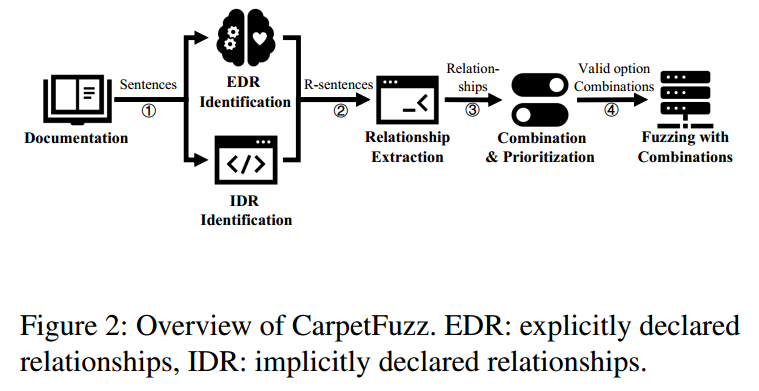 Sentences
①
Documentation
EDR
Identification
IDR
Identification
R-sentences
②
Relationship
Extraction
Relation-
ships
③
Combination
& Prioritization
Valid option
Combinations
④
Fuzzing with
Combinations
Figure 2: Overview of CarpetFuzz. EDR: explicitly declared
relationships, IDR: implicitly declared relationships.